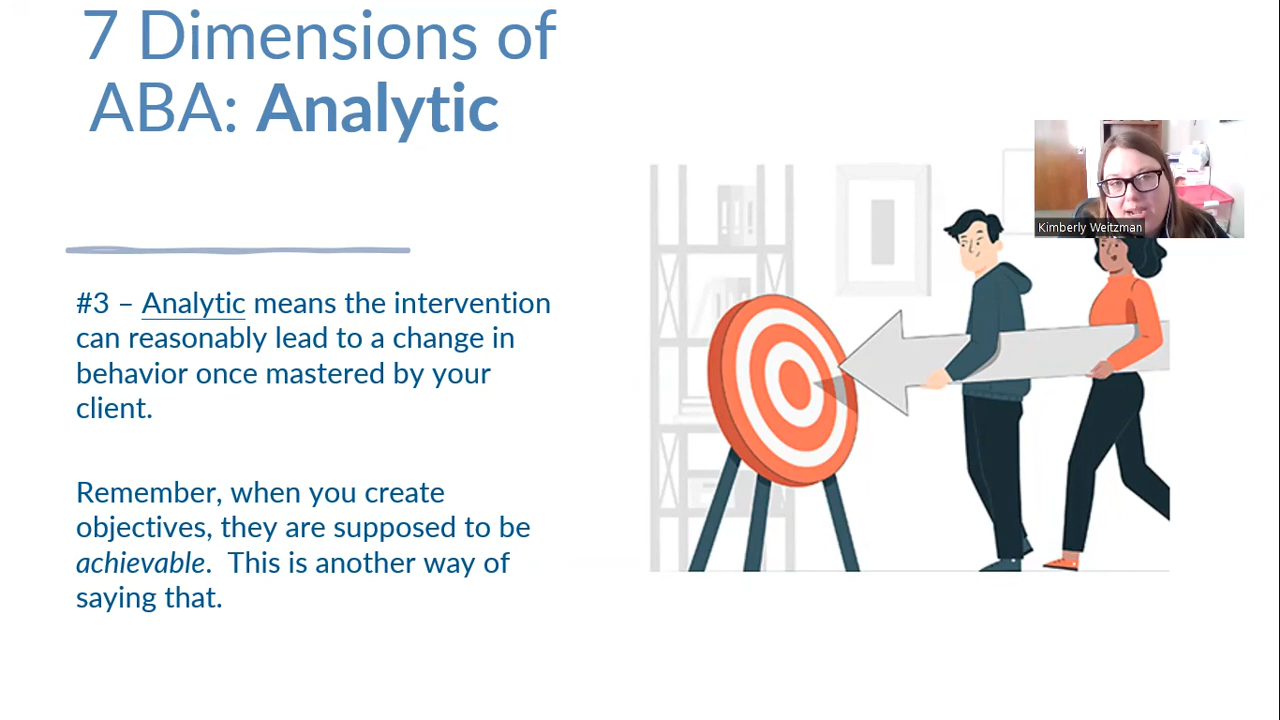 7 Dimensions of
ABA: Analytic
Kimberly Weitzman
#3 – Analytic means the intervention
can reasonably lead to a change in
behavior once mastered by your
client.
Remember, when you create
objectives, they are supposed to be
achievable.  This is another way of
saying that.